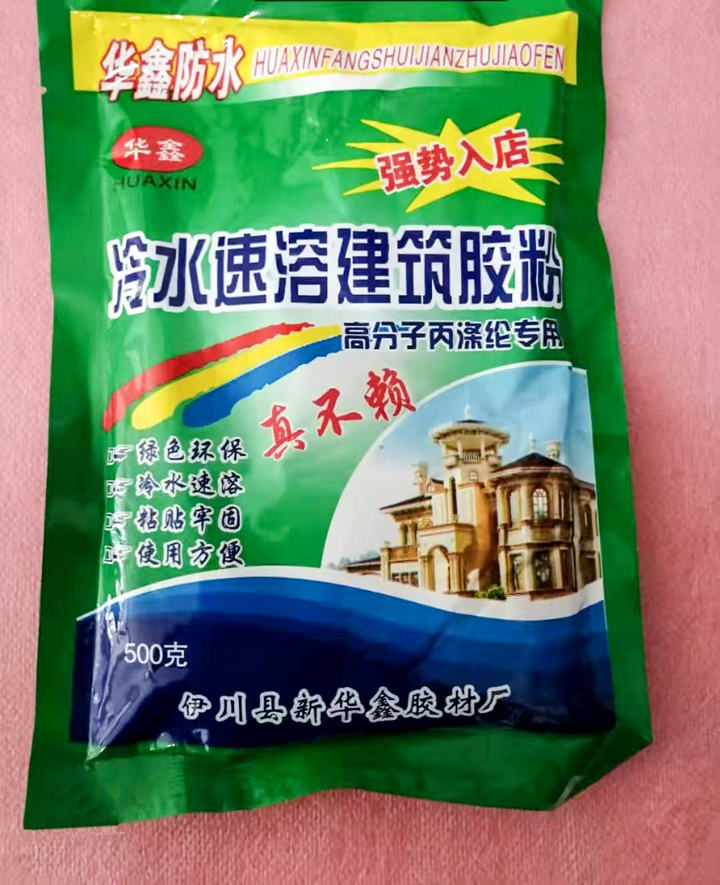 华鑫防水 HUAXINFANGSHUIJIANZHUJIAOFEN
华鑫
HUAXIN
强势入店
冷水速溶建筑胶粉
高分子丙涤纶专用
真不赖
绿色环保
冷水速溶
粘贴牢固
使用方便
500克
伊川县新华鑫胶材厂